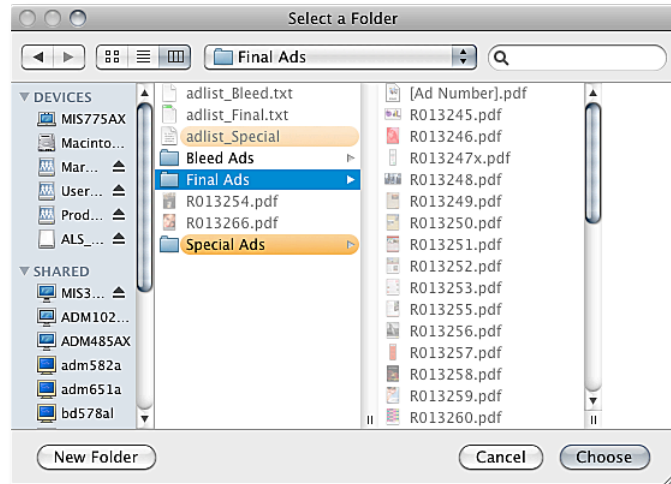 Select a Folder
Final Ads
DEVICES
MIS775AX
Macinto...
Mar...
User...
Prod...
ALS_...
SHARED
MIS3...
ADM102...
ADM485AX
adm582a
adm651a
bd578al
adlist_Bleed.txt
adlist_Final.txt
adlist_Special
Bleed Ads
Final Ads
R013254.pdf
R013266.pdf
Special Ads
[Ad Number].pdf
R013245.pdf
R013246.pdf
R013247x.pdf
R013248.pdf
R013249.pdf
R013250.pdf
R013251.pdf
R013252.pdf
R013253.pdf
R013255.pdf
R013256.pdf
R013257.pdf
R013258.pdf
R013259.pdf
R013260.pdf
New Folder
Cancel
Choose